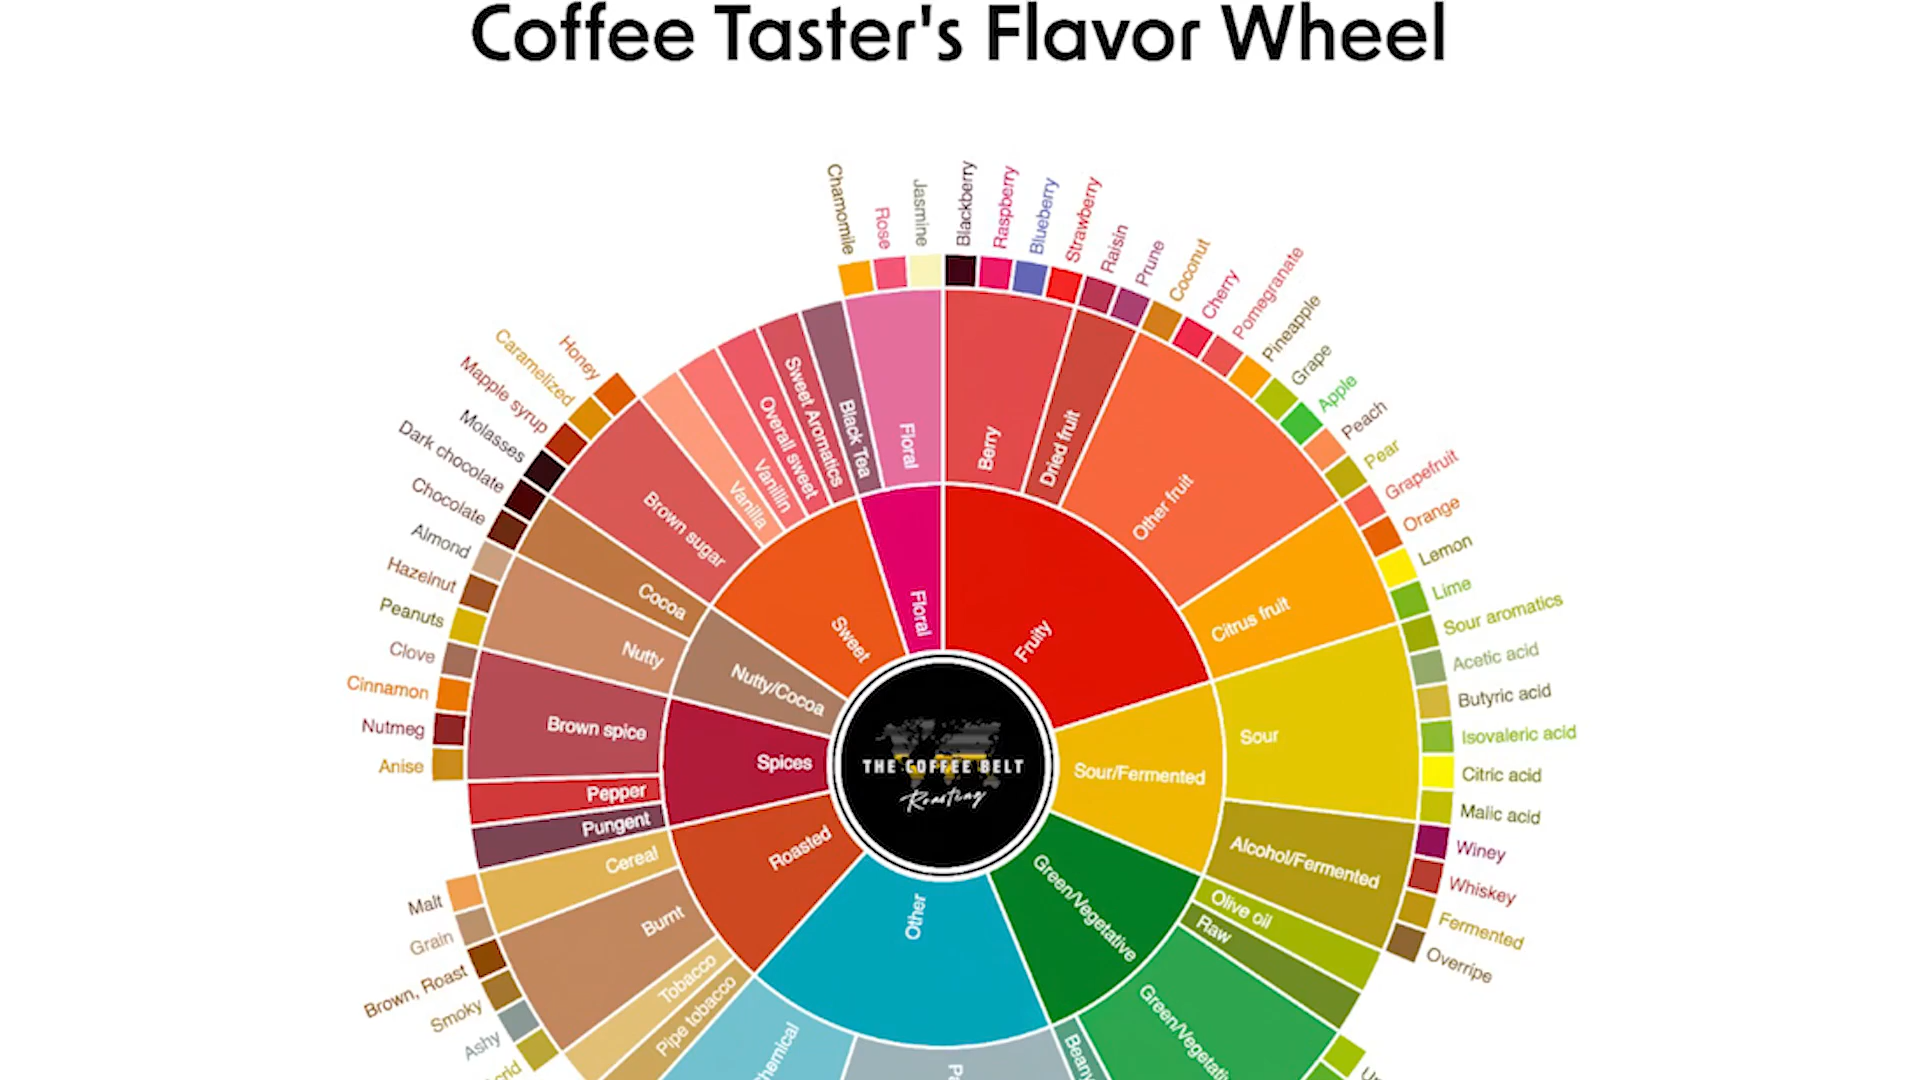 Coffee Taster's Flavor Wheel
Chamomile
Rose
Jasmine
Blackberry
Raspberry
Blueberry
Strawberry
Raisin
Prune
Coconut
Cherry
Pomegranate
Pineapple
Grape
Apple
Peach
Pear
Grapefruit
Orange
Lemon
Lime
Sour aromatics
Acetic acid
Butyric acid
Isovaleric acid
Citric acid
Malic acid
Winey
Whiskey
Fermented
Overripe
Honey
Caramelized
Mapple syrup
Molasses
Dark chocolate
Chocolate
Almond
Hazelnut
Peanuts
Clove
Cinnamon
Nutmeg
Anise
Malt
Grain
Brown, Roast
Smoky
Ashy
Floral
Berry
Dried fruit
Other fruit
Citrus fruit
Sour
Alcohol/Fermented
Olive oil
Raw
Green/Vegetati
Beany
Black Tea
Sweet Aromatics
Overall sweet
Vanillin
Vanilla
Brown sugar
Cocoa
Nutty
Brown spice
Pepper
Pungent
Cereal
Burnt
Tobacco
Pipe tobacco
hemical
Floral
Fruity
Sour/Fermented
Green/Vegetative
Other
Roasted
Spices
Nutty/Cocoa
Sweet
THE COFFEE BELT
Roasting